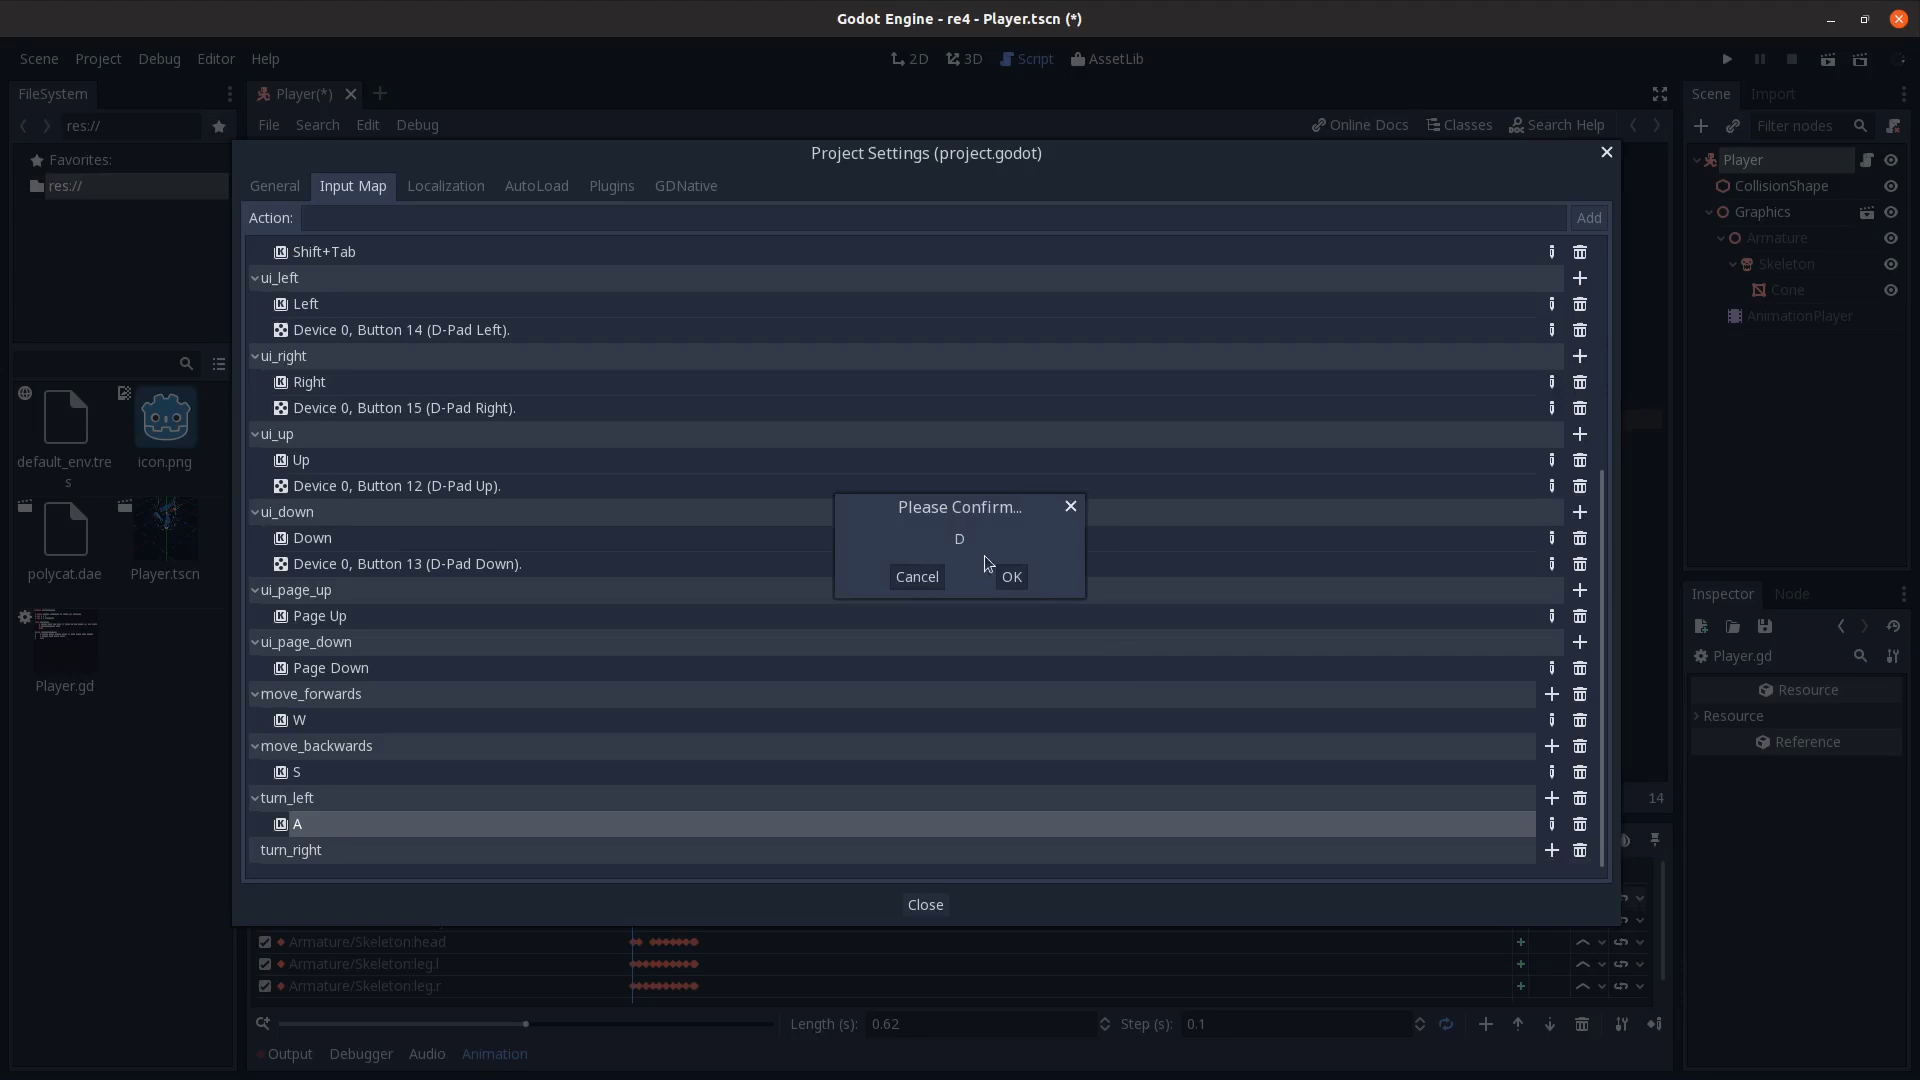 Godot Engine - re4 - Player.tscn (*)
Scene Project Debug Editor Help
2D 3D Script AssetLib
FileSystem
Player(*)
Scene Import
res://
File Search Edit Debug
Online Docs Classes Search Help
Filter nodes
Favorites:
res://
Project Settings (project.godot)
General Input Map Localization AutoLoad Plugins GDNative
Action:
Add
Shift+Tab
ui_left
Left
Device 0, Button 14 (D-Pad Left).
ui_right
Right
Device 0, Button 15 (D-Pad Right).
ui_up
Up
Device 0, Button 12 (D-Pad Up).
ui_down
Down
Device 0, Button 13 (D-Pad Down).
ui_page_up
Page Up
ui_page_down
Page Down
move_forwards
W
move_backwards
S
turn_left
A
turn_right
Close
Please Confirm...
D
Cancel OK
default_env.tre
s
icon.png
polycat.dae
Player.tscn
Player.gd
Player
CollisionShape
Graphics
Armature
Skeleton
Cone
AnimationPlayer
Inspector Node
Player.gd
Resource
Resource
Reference
14
Armature/Skeleton:head
Armature/Skeleton:leg.l
Armature/Skeleton:leg.r
Length (s): 0.62 Step (s): 0.1
Output Debugger Audio Animation